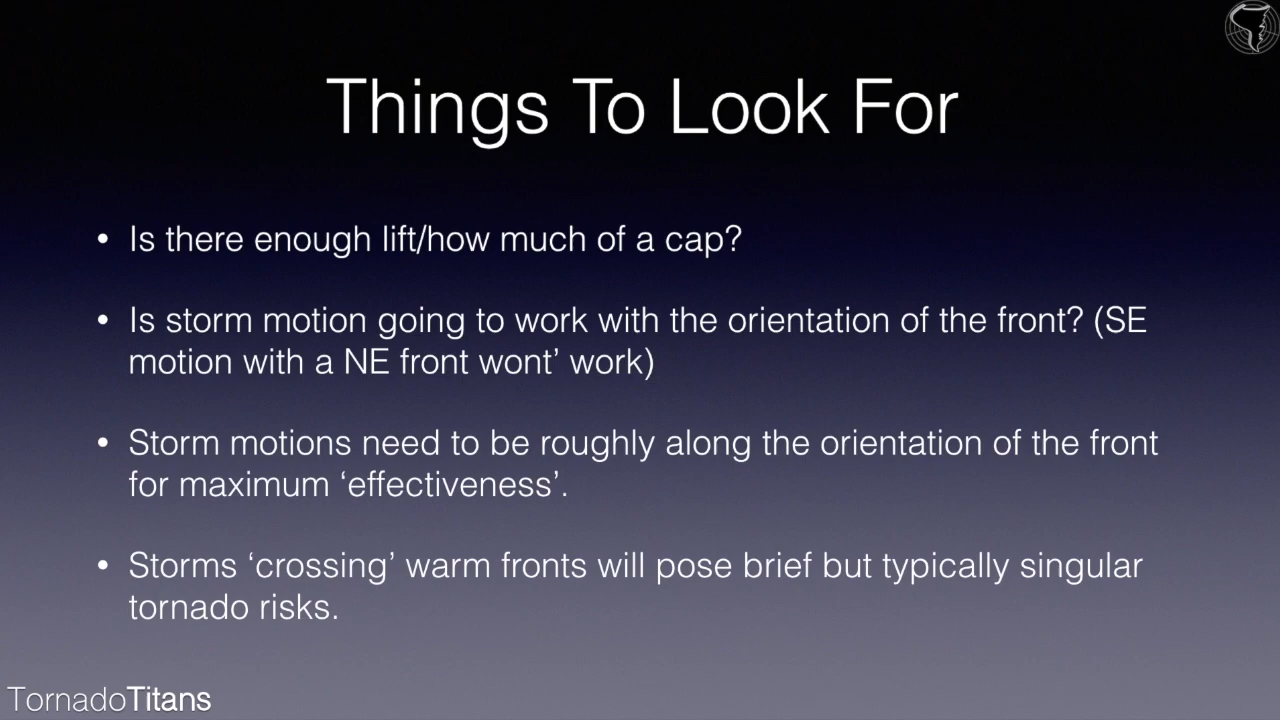 Things To Look For
• Is there enough lift/how much of a cap?
• Is storm motion going to work with the orientation of the front? (SE
motion with a NE front wont’ work)
• Storm motions need to be roughly along the orientation of the front
for maximum ‘effectiveness’.
• Storms ‘crossing’ warm fronts will pose brief but typically singular
tornado risks.
TornadoTitans